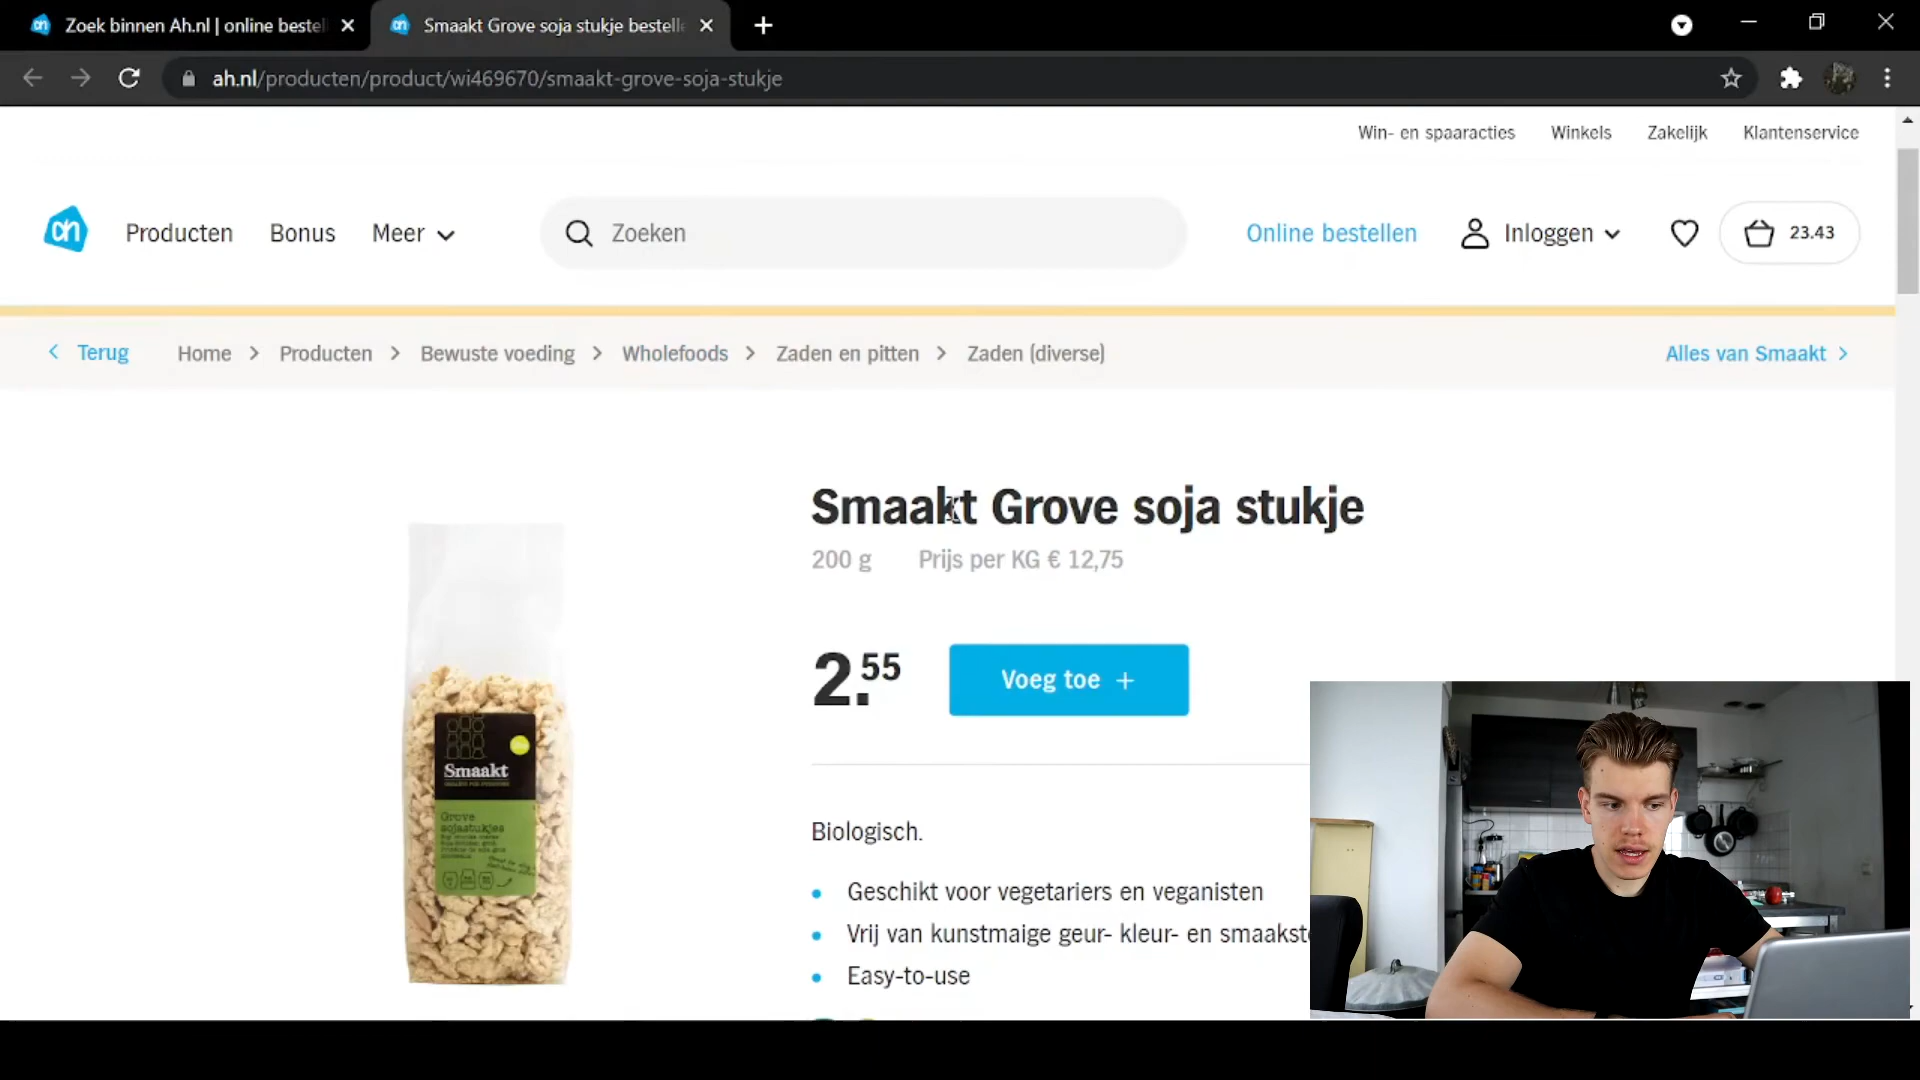 Zoek binnen Ah.nl | online bestel
Smaakt Grove soja stukje bestelle
ah.nl/producten/product/wi469670/smaakt-grove-soja-stukje
Win- en spaaracties Winkels Zakelijk Klantenservice
ah Producten Bonus Meer Zoeken Online bestellen Inloggen 23.43
Terug Home Producten Bewuste voeding Wholefoods Zaden en pitten Zaden (diverse) Alles van Smaakt
Smaakt Grove soja stukje
200 g Prijs per KG € 12,75
2.55 Voeg toe +
Smaakt
Grove
sojastukjes
Biologisch.
Geschikt voor vegetariers en veganisten
Vrij van kunstmaige geur- kleur- en smaakst
Easy-to-use